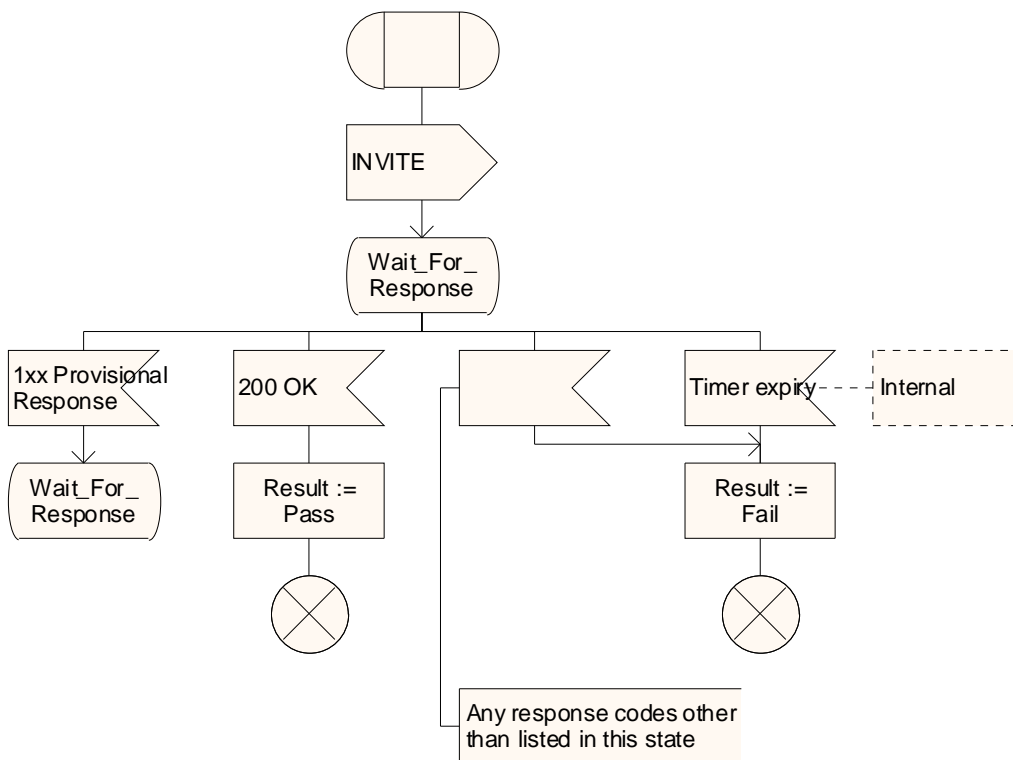 INVITE
Wait_For_
Response
1xx Provisional
Response
200 OK
Timer expiry
Internal
Wait_For_
Response
Result :=
Pass
Result :=
Fail
Any response codes other
than listed in this state